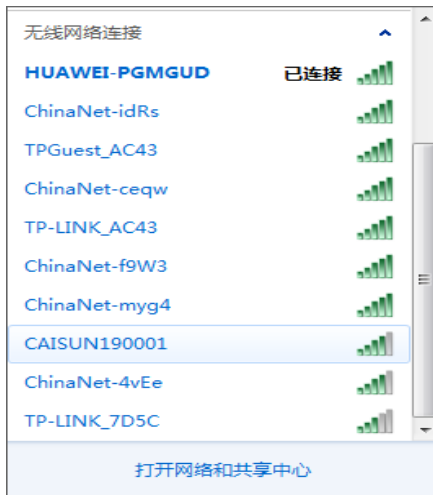 无线网络连接
HUAWEI-PGMGUD 已连接
ChinaNet-idRs
TPGuest_AC43
ChinaNet-ceqw
TP-LINK_AC43
ChinaNet-f9W3
ChinaNet-myg4
CAISUN190001
ChinaNet-4vEe
TP-LINK_7D5C
打开网络和共享中心